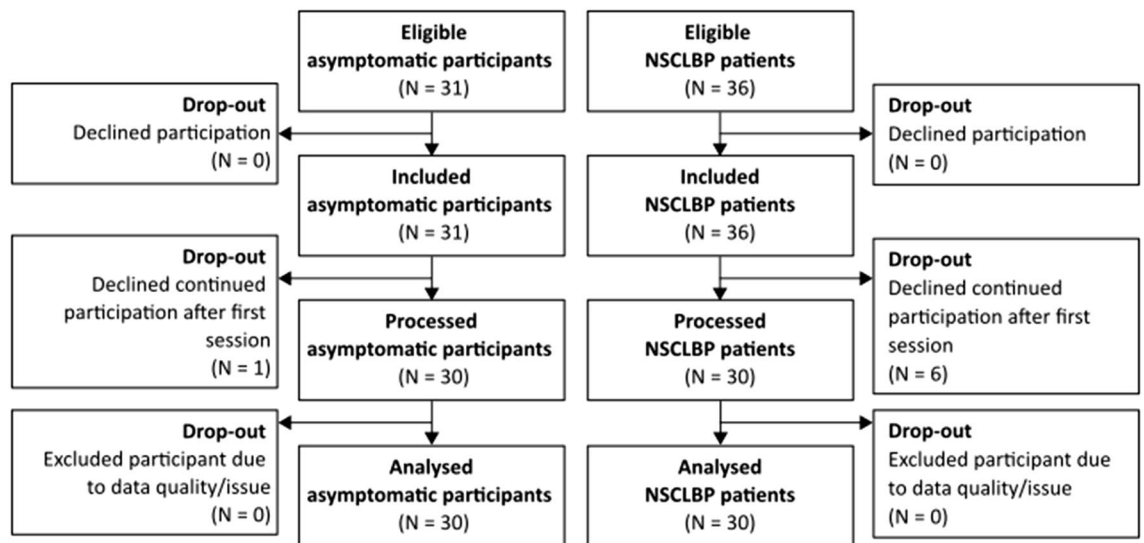 Eligible
asymptomatic participants
(N = 31)
Eligible
NSCLBP patients
(N = 36)
Drop-out
Declined participation
(N = 0)
Drop-out
Declined participation
(N = 0)
Included
asymptomatic participants
(N = 31)
Included
NSCLBP patients
(N = 36)
Drop-out
Declined continued
participation after first
session
(N = 1)
Drop-out
Declined continued
participation after first
session
(N = 6)
Processed
asymptomatic participants
(N = 30)
Processed
NSCLBP patients
(N = 30)
Drop-out
Excluded participant due
to data quality/issue
(N = 0)
Drop-out
Excluded participant due
to data quality/issue
(N = 0)
Analysed
asymptomatic participants
(N = 30)
Analysed
NSCLBP patients
(N = 30)